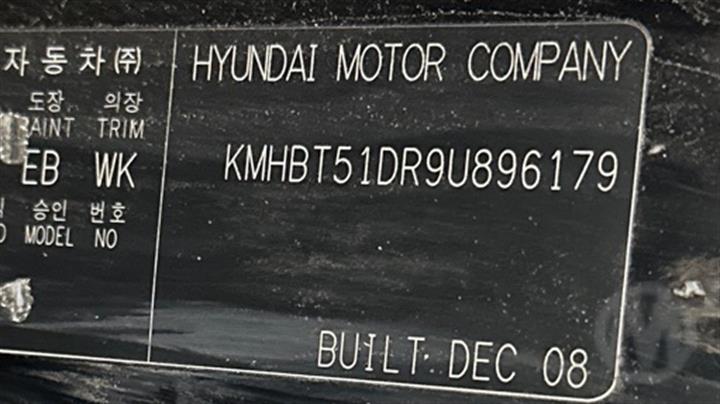 자동차 ㈜
도장 의장
PAINT TRIM
EB WK
승인 번호
MODEL NO
HYUNDAI MOTOR COMPANY
KMHBT51DR9U896179
BUILT DEC 08